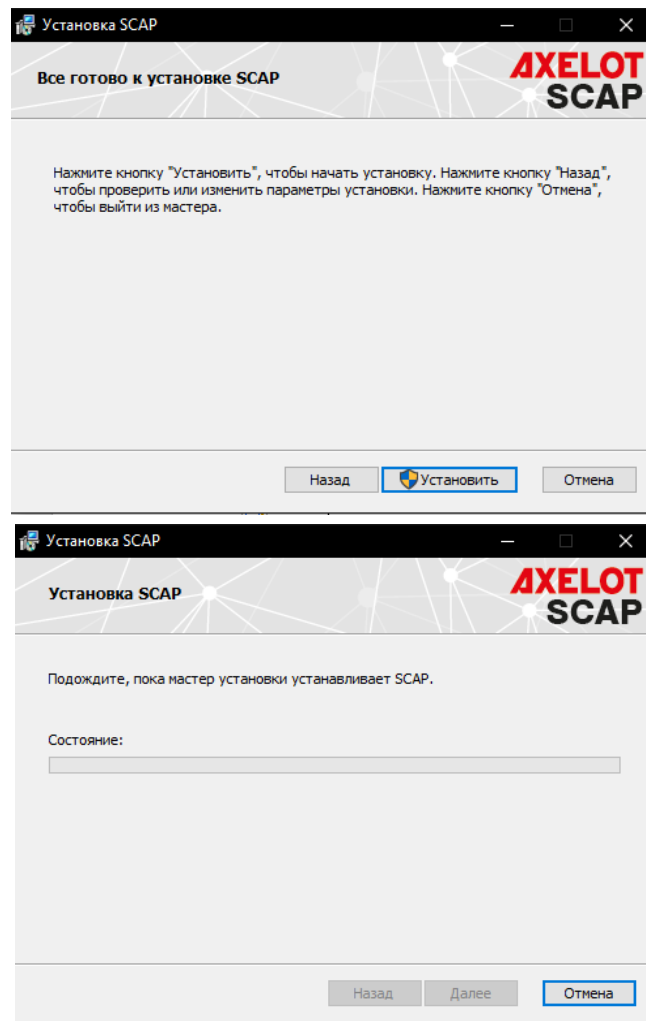 Установка SCAP
Все готово к установке SCAP
AXELOT
SCAP
Нажмите кнопку "Установить", чтобы начать установку. Нажмите кнопку "Назад",
чтобы проверить или изменить параметры установки. Нажмите кнопку "Отмена",
чтобы выйти из мастера.
Назад
Установить
Отмена
Установка SCAP
Установка SCAP
AXELOT
SCAP
Подождите, пока мастер установки устанавливает SCAP.
Состояние:
Назад
Далее
Отмена